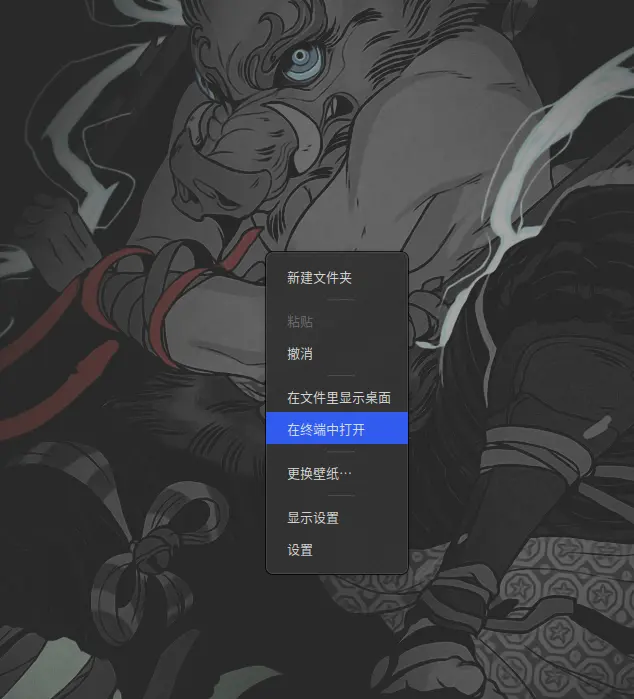 新建文件夹
粘贴
撤消
在文件里显示桌面
在终端中打开
更换壁纸…
显示设置
设置